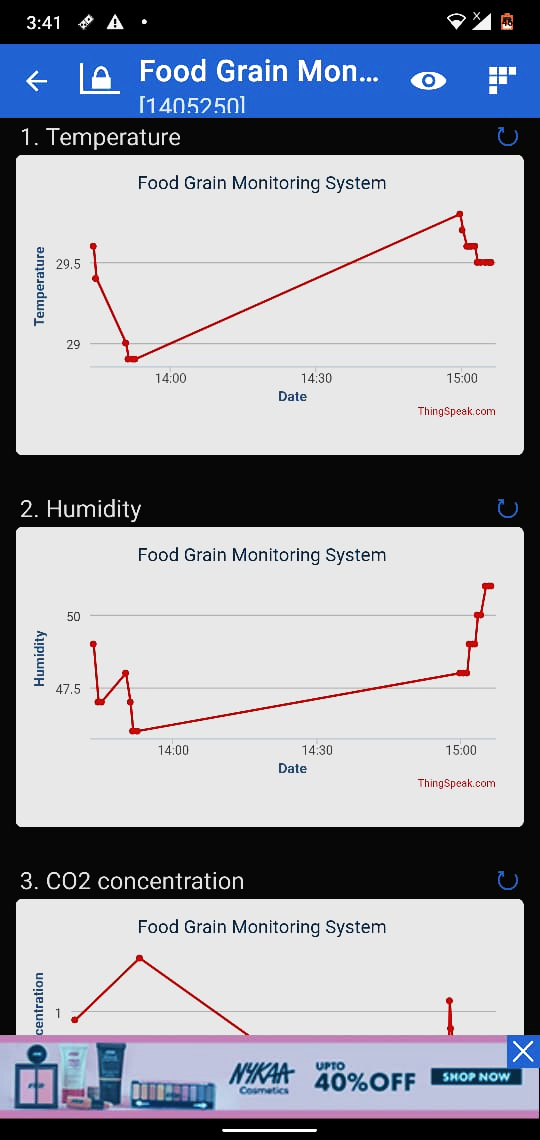 3:41
46
Food Grain Mon...
[1405250]
1. Temperature
Food Grain Monitoring System
Temperature
29.5
29
14:00
14:30
15:00
Date
ThingSpeak.com
2. Humidity
Food Grain Monitoring System
Humidity
50
47.5
14:00
14:30
15:00
Date
ThingSpeak.com
3. CO2 concentration
Food Grain Monitoring System
centration
1
NYKAA
Cosmetics
UPTO
40%OFF
SHOP NOW